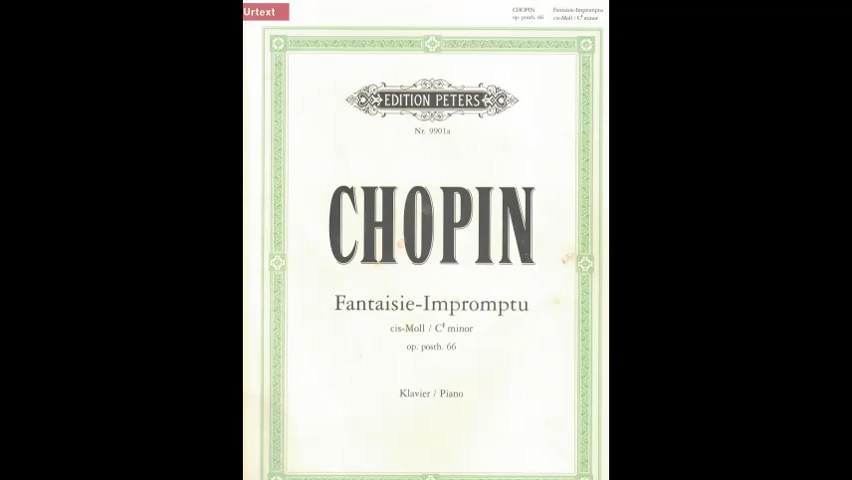 Urtext
CHOPIN
op. posth. 66
Fantaisie-Impromptu
cis-Moll / C♯ minor
EDITION PETERS
Nr. 9901a
CHOPIN
Fantaisie-Impromptu
cis-Moll / C♯ minor
op. posth. 66
Klavier / Piano